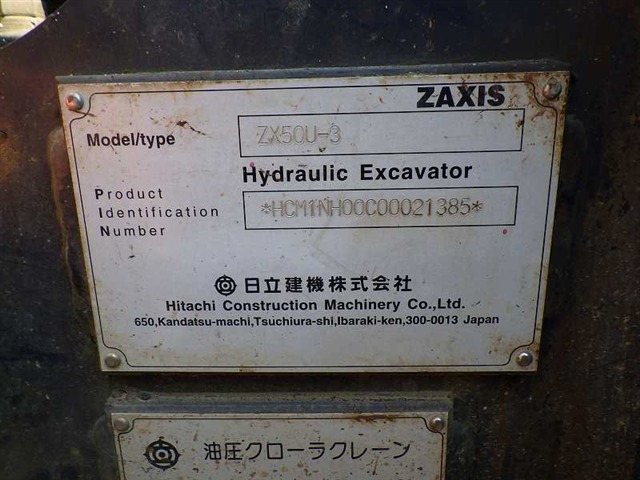 ZAXIS
Model/type ZX50U-3
Hydraulic Excavator
Product
Identification *HCM1NH00C00021385*
Number
日立建機株式会社
Hitachi Construction Machinery Co.,Ltd.
650,Kandatsu-machi,Tsuchiura-shi,Ibaraki-ken,300-0013 Japan
油圧クローラクレーン